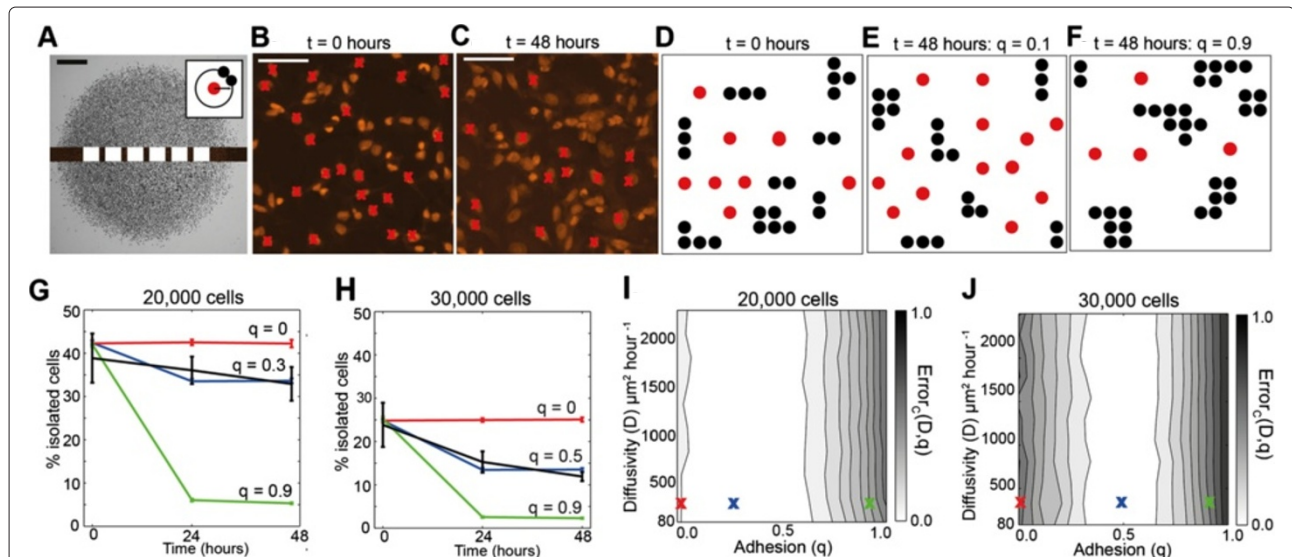 A
B
t = 0 hours
C
t = 48 hours
D
t = 0 hours
E
t = 48 hours: q = 0.1
F
t = 48 hours: q = 0.9
G
20,000 cells
% isolated cells
50
40
30
20
10
0
q = 0
q = 0.3
q = 0.9
0
24
48
Time (hours)
H
30,000 cells
% isolated cells
50
40
30
20
10
0
q = 0
q = 0.5
q = 0.9
0
24
48
Time (hours)
I
20,000 cells
Diffusivity (D) µm² hour⁻¹
2000
1500
1000
500
80
0.0
0.5
1.0
Adhesion (q)
1.0
0.0
Error_C(D,q)
J
30,000 cells
Diffusivity (D) µm² hour⁻¹
2000
1500
1000
500
80
0.0
0.5
1.0
Adhesion (q)
1.0
0.0
Error_C(D,q)